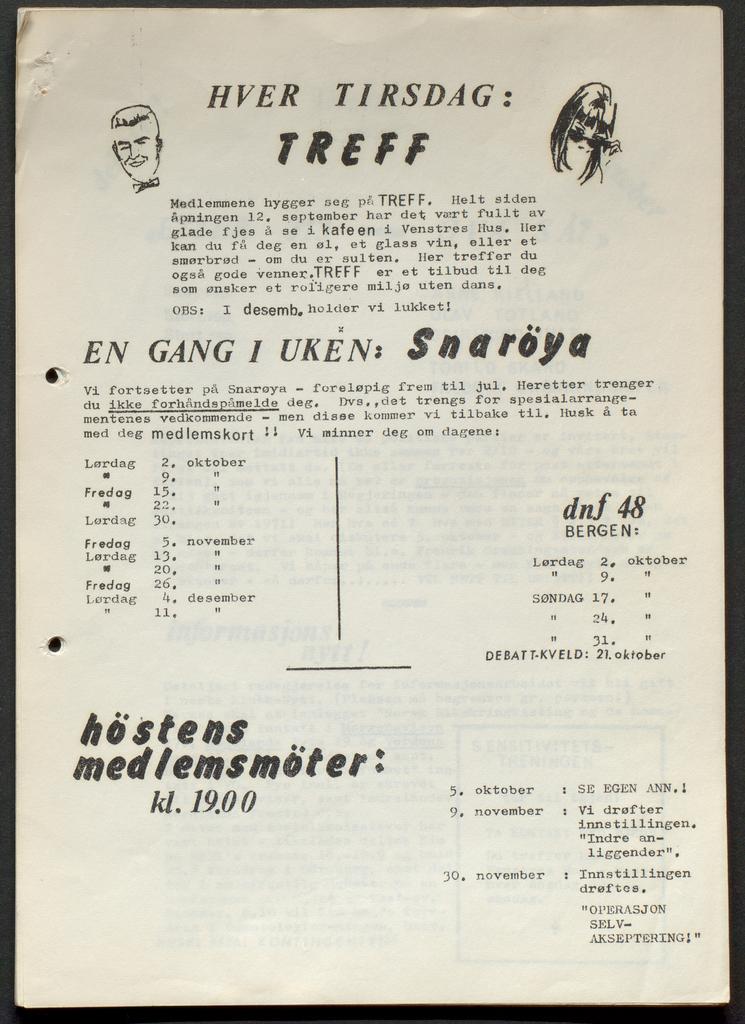 HVER TIRSDAG:
TREFF
Medlemmene hygger seg på TREFF. Helt siden
åpningen 12. september har det vært fullt av
glade fjes å se i kafeen i Venstres Hus. Her
kan du få deg en øl, et glass vin, eller et
smørbrød - om du er sulten. Her treffer du
også gode venner. TREFF er et tilbud til deg
som ønsker et roligere miljø uten dans.
OBS: I desemb. holder vi lukket!
EN GANG I UKEN: Snaröya
Vi fortsetter på Snarøya - foreløpig frem til jul. Heretter trenger
du ikke forhåndspåmelde deg. Dvs., det trengs for spesialarrange-
mentenes vedkommende - men disse kommer vi tilbake til. Husk å ta
med deg medlemskort !! Vi minner deg om dagene:
Lørdag 2. oktober
" 9. "
Fredag 15. "
" 22. "
Lørdag 30.
Fredag 5. november
Lørdag 13. "
" 20. "
Fredag 26. "
Lørdag 4. desember
" 11. "
dnf 48
BERGEN:
Lørdag 2. oktober
" 9. "
SØNDAG 17. "
" 24. "
" 31. "
DEBATT-KVELD: 21. oktober
höstens
medlemsmöter:
kl. 19.00
5. oktober : SE EGEN ANN.!
9. november : Vi drøfter
innstillingen.
"Indre an-
liggender".
30. november : Innstillingen
drøftes.
"OPERASJON
SELV-
AKSEPTERING!"